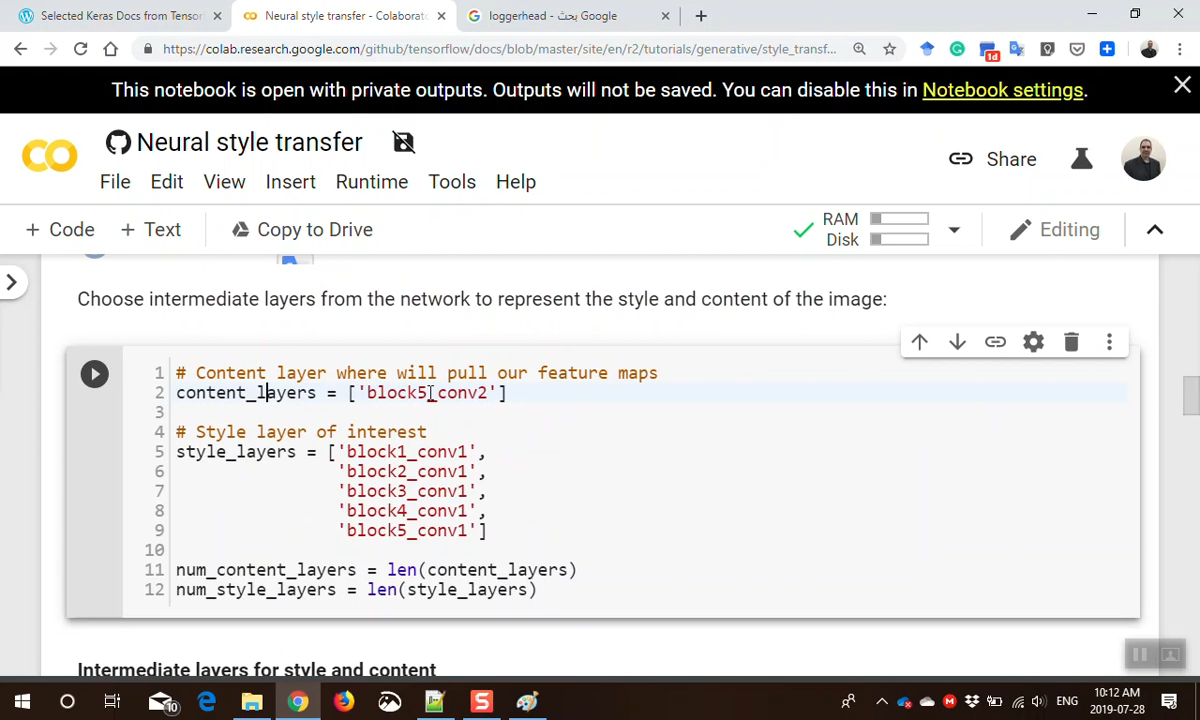 Selected Keras Docs from Tensor
Neural style transfer - Colaborato
loggerhead - بحث Google
https://colab.research.google.com/github/tensorflow/docs/blob/master/site/en/r2/tutorials/generative/style_transf...
1d
This notebook is open with private outputs. Outputs will not be saved. You can disable this in Notebook settings.
Neural style transfer
File Edit View Insert Runtime Tools Help
Share
+ Code + Text
Copy to Drive
RAM
Disk
Editing
Choose intermediate layers from the network to represent the style and content of the image:
1 # Content layer where will pull our feature maps
2 content_layers = ['block5_conv2']
3
4 # Style layer of interest
5 style_layers = ['block1_conv1',
6 'block2_conv1',
7 'block3_conv1',
8 'block4_conv1',
9 'block5_conv1']
10
11 num_content_layers = len(content_layers)
12 num_style_layers = len(style_layers)
Intermediate layers for style and content
10
ENG
10:12 AM
2019-07-28